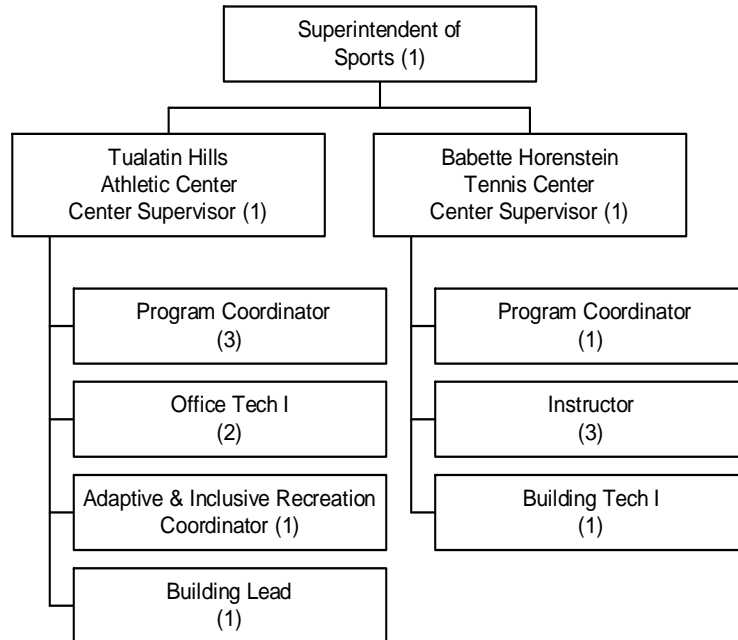 Superintendent of
Sports (1)
Tualatin Hills
Athletic Center
Center Supervisor (1)
Babette Horenstein
Tennis Center
Center Supervisor (1)
Program Coordinator
(3)
Office Tech I
(2)
Adaptive & Inclusive Recreation
Coordinator (1)
Building Lead
(1)
Program Coordinator
(1)
Instructor
(3)
Building Tech I
(1)